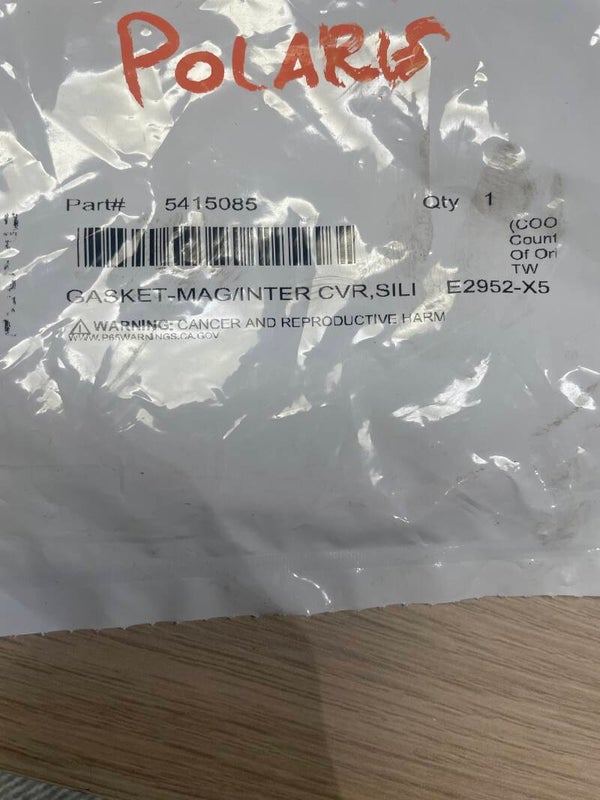 POLARIS
Part# 5415085 Qty 1
(COO
Count
Of Ori
TW
GASKET-MAG/INTER CVR,SILI E2952-X5
WARNING: CANCER AND REPRODUCTIVE HARM
WWW.P65WARNINGS.CA.GOV